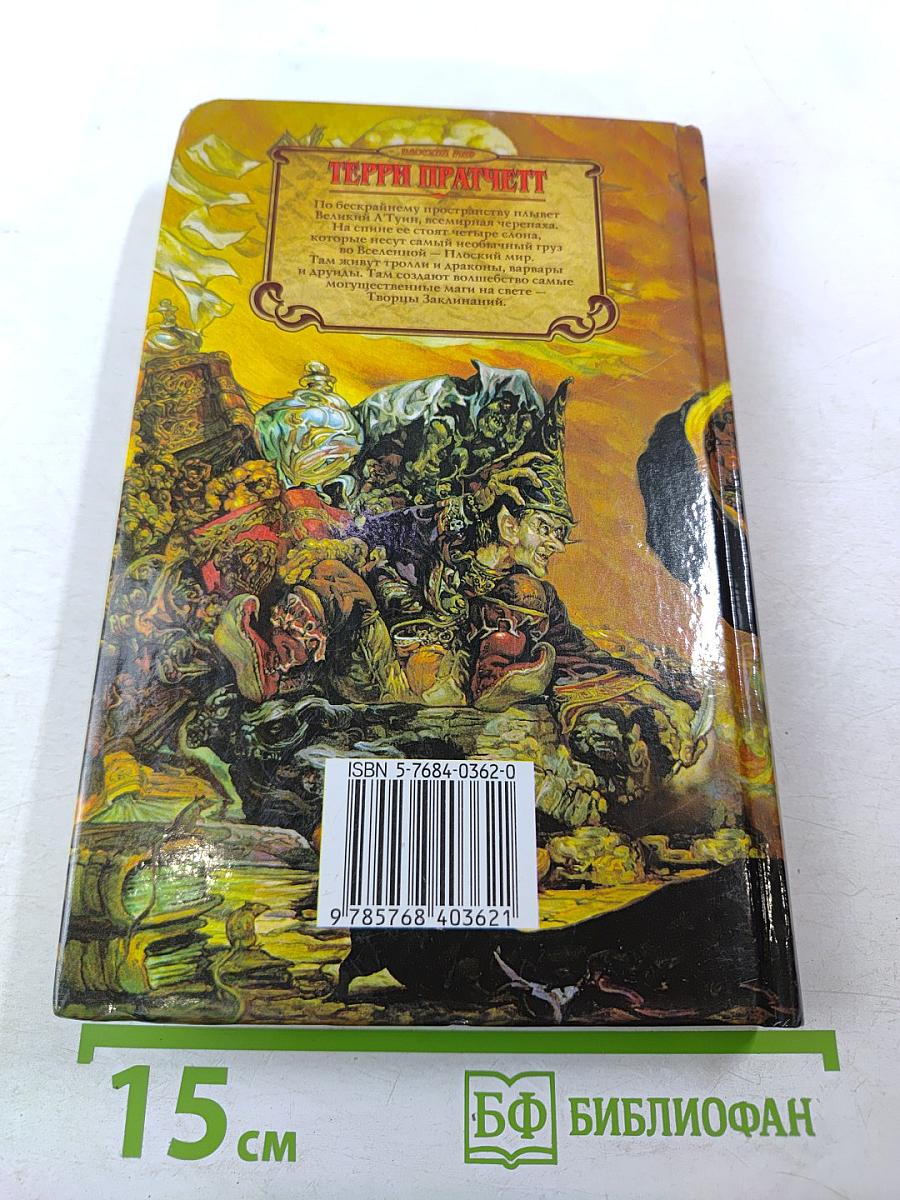 ПЛОСКИЙ МИР
ТЕРРИ ПРАТЧЕТТ
По бескрайнему пространству плывет
Великий А'Туин, всемирная черепаха.
На спине ее стоят четыре слона,
которые несут самый необычный груз
во Вселенной — Плоский мир.
Там живут тролли и драконы, варвары
и друиды. Там создают волшебство самые
могущественные маги на свете —
Творцы Заклинаний.
ISBN 5-7684-0362-0
9 785768 403621
15 см
БФ БИБЛИОФАН